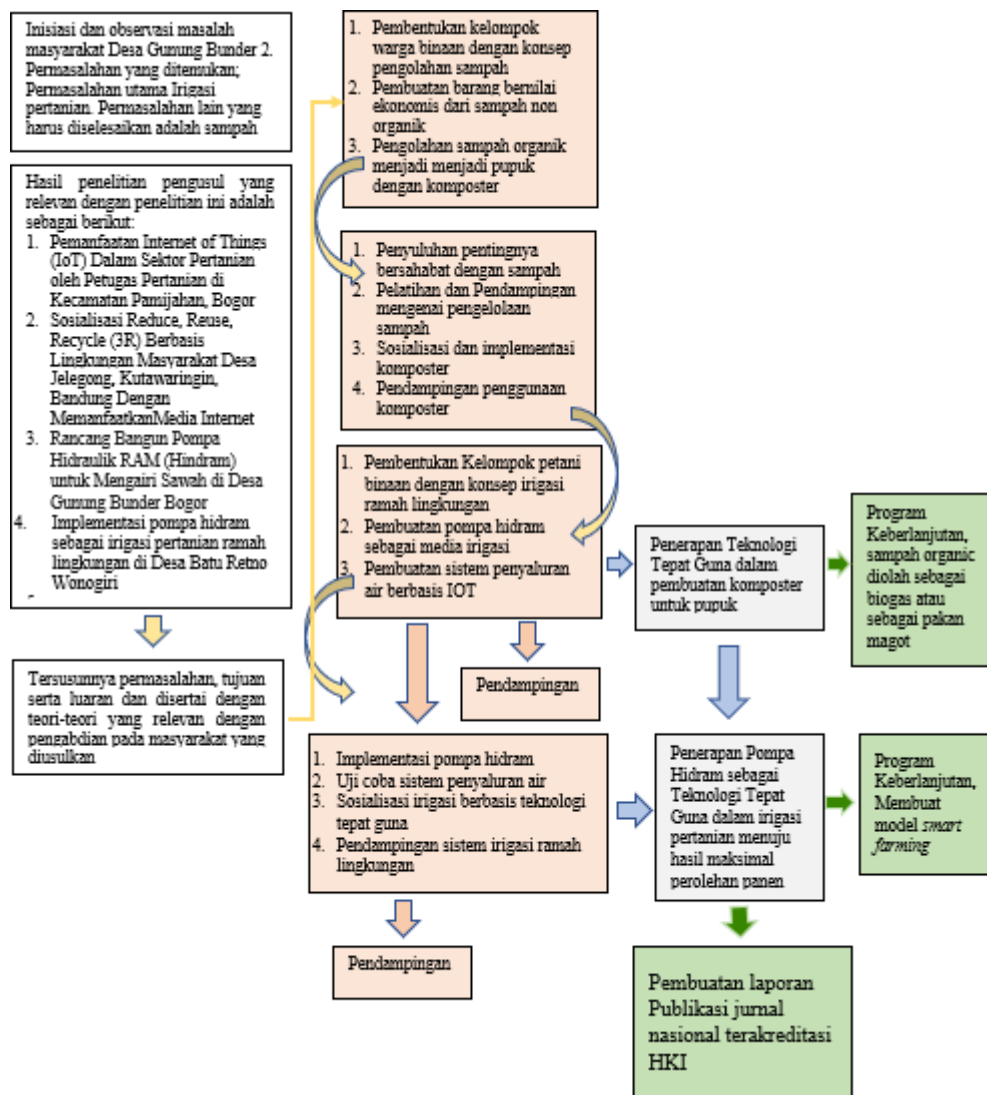 Inisiasi dan observasi masalah
masyarakat Desa Gunung Bunder 2.
Permasalahan yang ditemukan;
Permasalahan utama Irigasi
pertanian. Permasalahan lain yang
harus diselesaikan adalah sampah
Hasil penelitian pengusul yang
relevan dengan penelitian ini adalah
sebagai berikut:
1. Pemanfaatan Internet of Things
(IoT) Dalam Sektor Pertanian
oleh Petugas Pertanian di
Kecamatan Pamijahan, Bogor
2. Sosialisasi Reduce, Reuse,
Recycle (3R) Berbasis
Lingkungan Masyarakat Desa
Jelegong, Kutawaringin,
Bandung Dengan
MemanfaatkanMedia Internet
3. Rancang Bangun Pompa
Hidraulik RAM (Hindram)
untuk Mengairi Sawah di Desa
Gunung Bunder Bogor
4. Implementasi pompa hidram
sebagai irigasi pertanian ramah
lingkungan di Desa Batu Retno
Wonogiri
Tersusunnya permasalahan, tujuan
serta luaran dan disertai dengan
teori-teori yang relevan dengan
pengabdian pada masyarakat yang
diusulkan
1. Pembentukan kelompok
warga binaan dengan konsep
pengolahan sampah
2. Pembuatan barang bernilai
ekonomis dari sampah non
organik
3. Pengolahan sampah organik
menjadi menjadi pupuk
dengan komposter
1. Penyuluhan pentingnya
bersahabat dengan sampah
2. Pelatihan dan Pendampingan
mengenai pengelolaan
sampah
3. Sosialisasi dan implementasi
komposter
4. Pendampingan penggunaan
komposter
1. Pembentukan Kelompok petani
binaan dengan konsep irigasi
ramah lingkungan
2. Pembuatan pompa hidram
sebagai media irigasi
3. Pembuatan sistem penyaluran
air berbasis IOT
Pendampingan
1. Implementasi pompa hidram
2. Uji coba sistem penyaluran air
3. Sosialisasi irigasi berbasis teknologi
tepat guna
4. Pendampingan sistem irigasi ramah
lingkungan
Pendampingan
Penerapan Teknologi
Tepat Guna dalam
pembuatan komposter
untuk pupuk
Program
Keberlanjutan,
sampah organic
diolah sebagai
biogas atau
sebagai pakan
magot
Penerapan Pompa
Hidram sebagai
Teknologi Tepat
Guna dalam irigasi
pertanian menuju
hasil maksimal
perolehan panen
Program
Keberlanjutan,
Membuat
model smart
farming
Pembuatan laporan
Publikasi jurnal
nasional terakreditasi
HKI